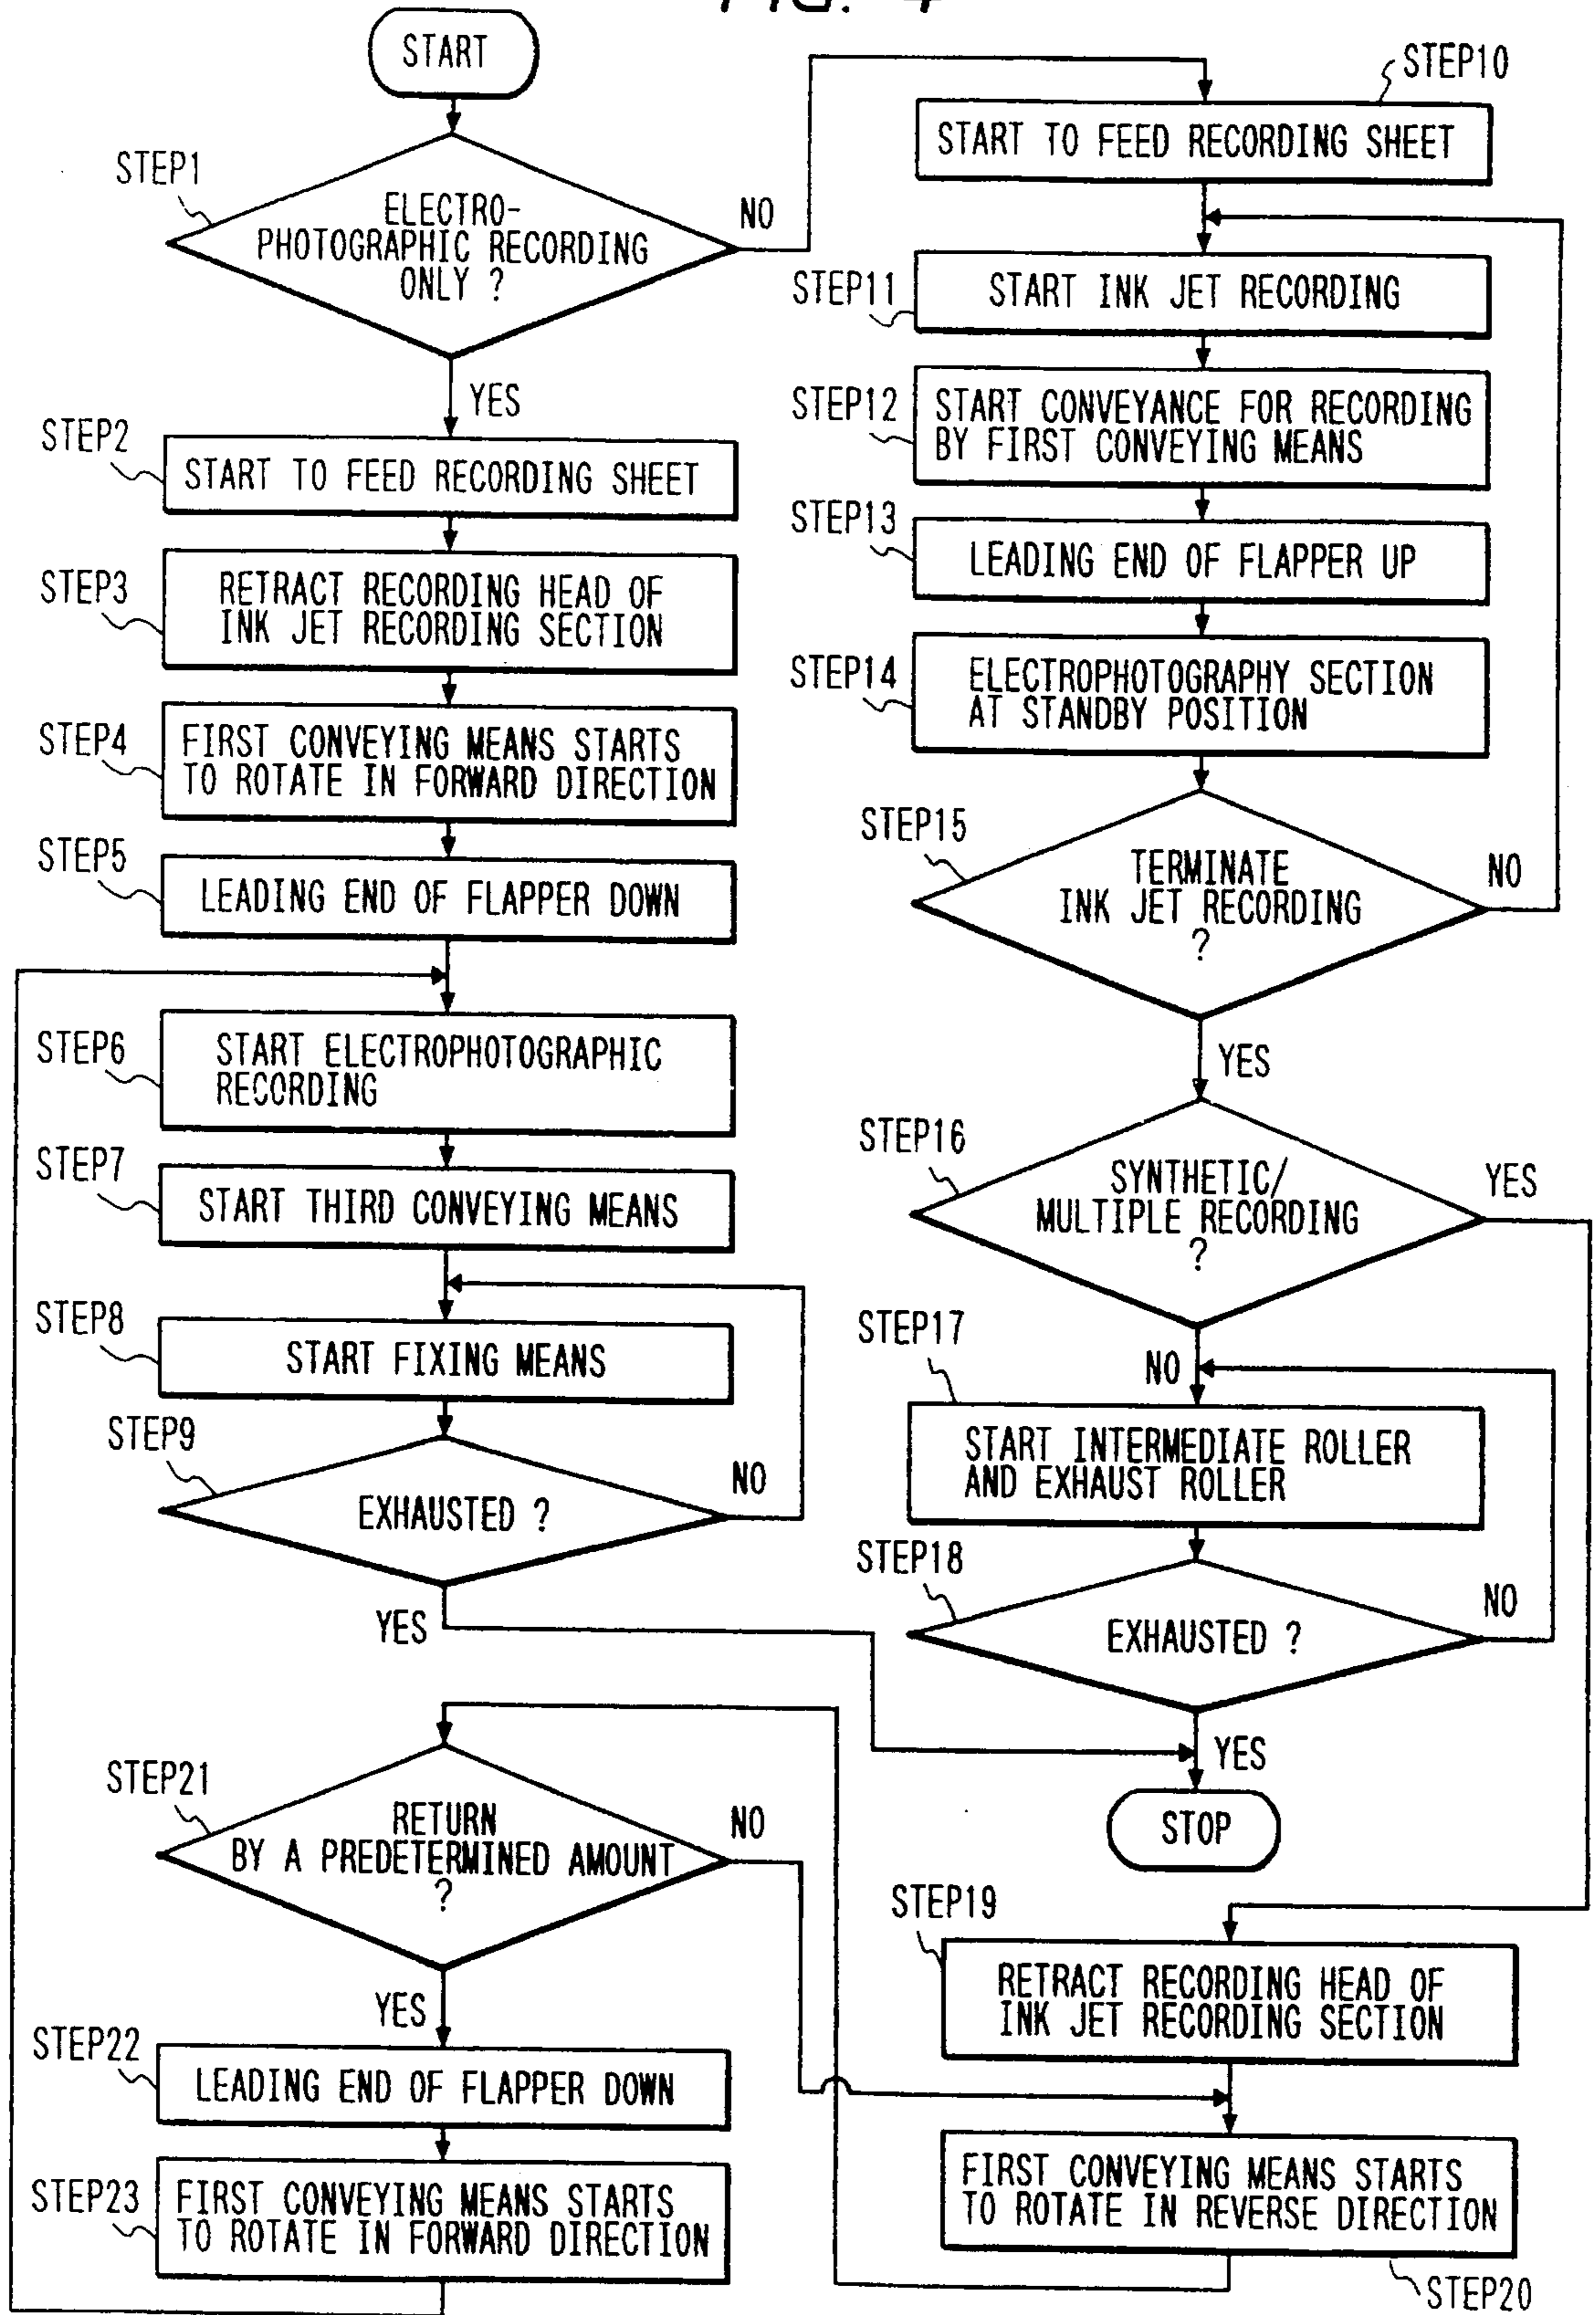 FIG. 4
START
STEP1
ELECTRO-
PHOTOGRAPHIC RECORDING
ONLY ?
NO
YES
STEP2
START TO FEED RECORDING SHEET
STEP3
RETRACT RECORDING HEAD OF
INK JET RECORDING SECTION
STEP4
FIRST CONVEYING MEANS STARTS
TO ROTATE IN FORWARD DIRECTION
STEP5
LEADING END OF FLAPPER DOWN
STEP6
START ELECTROPHOTOGRAPHIC
RECORDING
STEP7
START THIRD CONVEYING MEANS
STEP8
START FIXING MEANS
STEP9
EXHAUSTED ?
NO
YES
STEP10
START TO FEED RECORDING SHEET
STEP11
START INK JET RECORDING
STEP12
START CONVEYANCE FOR RECORDING
BY FIRST CONVEYING MEANS
STEP13
LEADING END OF FLAPPER UP
STEP14
ELECTROPHOTOGRAPHY SECTION
AT STANDBY POSITION
STEP15
TERMINATE
INK JET RECORDING
?
NO
YES
STEP16
SYNTHETIC/
MULTIPLE RECORDING
?
YES
NO
STEP17
START INTERMEDIATE ROLLER
AND EXHAUST ROLLER
STEP18
EXHAUSTED ?
NO
YES
STOP
STEP19
RETRACT RECORDING HEAD OF
INK JET RECORDING SECTION
FIRST CONVEYING MEANS STARTS
TO ROTATE IN REVERSE DIRECTION
STEP20
STEP21
RETURN
BY A PREDETERMINED AMOUNT
?
NO
YES
STEP22
LEADING END OF FLAPPER DOWN
STEP23
FIRST CONVEYING MEANS STARTS
TO ROTATE IN FORWARD DIRECTION